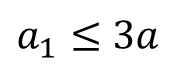 a₁ ≤ 3a